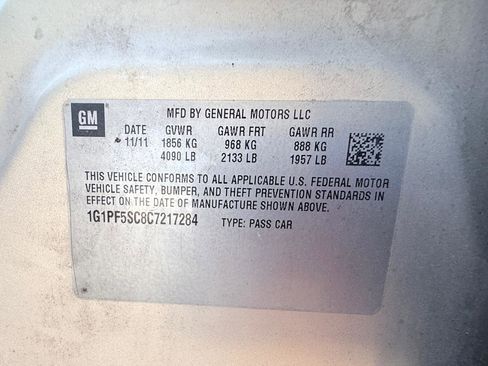 GM
MFD BY GENERAL MOTORS LLC
DATE GVWR GAWR FRT GAWR RR
11/11 1856 KG 968 KG 888 KG
4090 LB 2133 LB 1957 LB
THIS VEHICLE CONFORMS TO ALL APPLICABLE U.S. FEDERAL MOTOR
VEHICLE SAFETY, BUMPER, AND THEFT PREVENTION STANDARDS IN
EFFECT ON THE DATE OF MANUFACTURE SHOWN ABOVE.
1G1PF5SC8C7217284 TYPE: PASS CAR